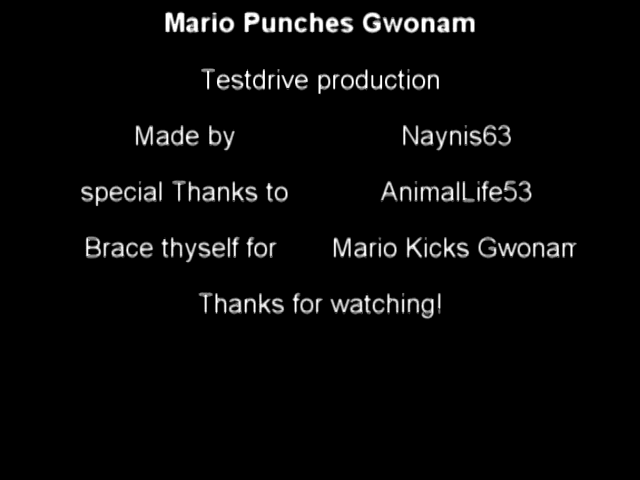 Mario Punches Gwonam
Testdrive production
Made by Naynis63
special Thanks to AnimalLife53
Brace thyself for Mario Kicks Gwonam
Thanks for watching!